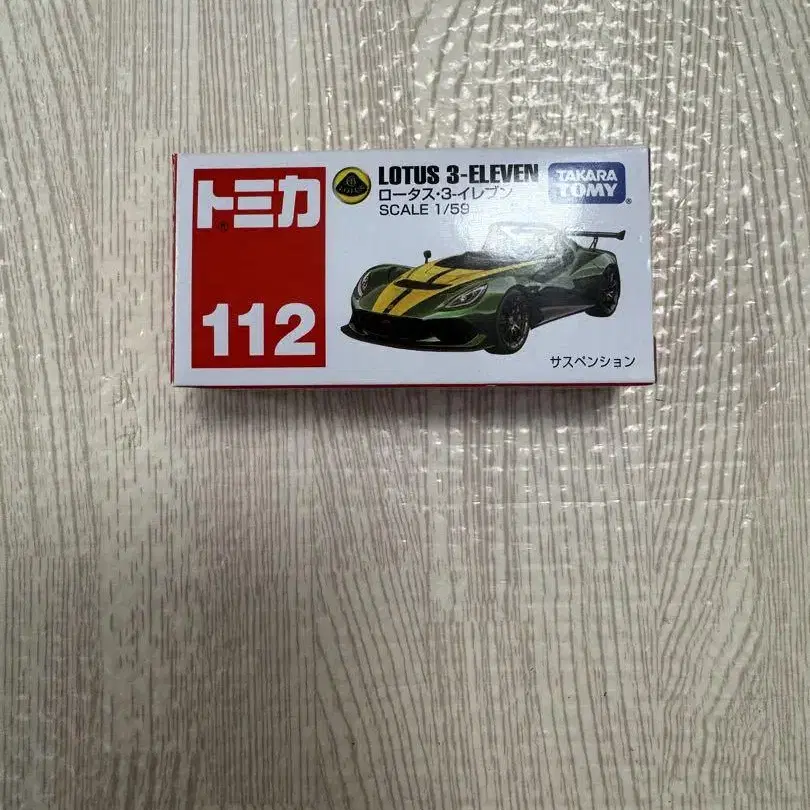 トミカ®
112
LOTUS
LOTUS 3-ELEVEN
ロータス・3-イレブン
SCALE 1/59
TAKARA
TOMY®
サスペンション